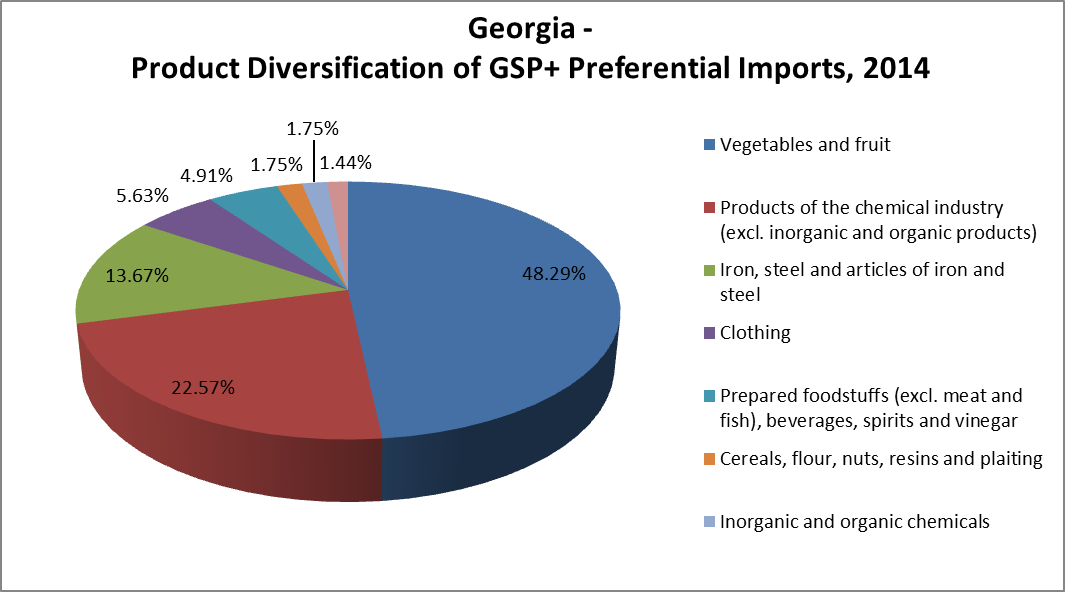 Georgia -
Product Diversification of GSP+ Preferential Imports, 2014
1.75%
1.75%
1.44%
4.91%
5.63%
13.67%
48.29%
22.57%
Vegetables and fruit
Products of the chemical industry
(excl. inorganic and organic products)
Iron, steel and articles of iron and
steel
Clothing
Prepared foodstuffs (excl. meat and
fish), beverages, spirits and vinegar
Cereals, flour, nuts, resins and plaiting
Inorganic and organic chemicals